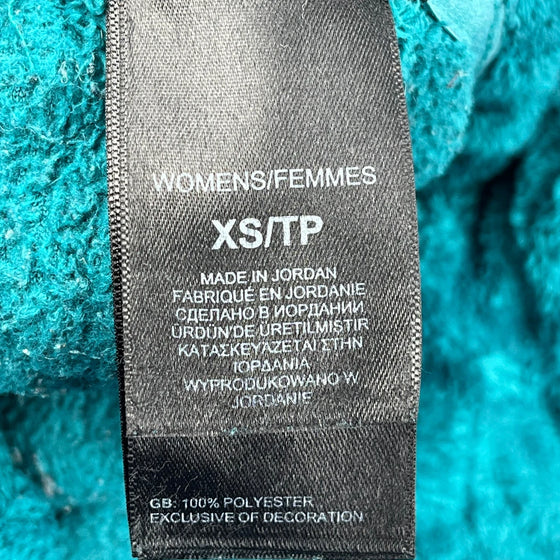 WOMENS/FEMMES
XS/TP
MADE IN JORDAN
FABRIQUÉ EN JORDANIE
СДЕЛАНО В ИОРДАНИИ
URDÜN'DE ÜRETILMISTIR
ΚΑΤΑΣΚΕΥΑΖΕΤΑΙ ΣΤΗΝ
ΙΟΡΔΑΝΙΑ
WYPRODUKOWANO W
JORDANIE
GB: 100% POLYESTER
EXCLUSIVE OF DECORATION